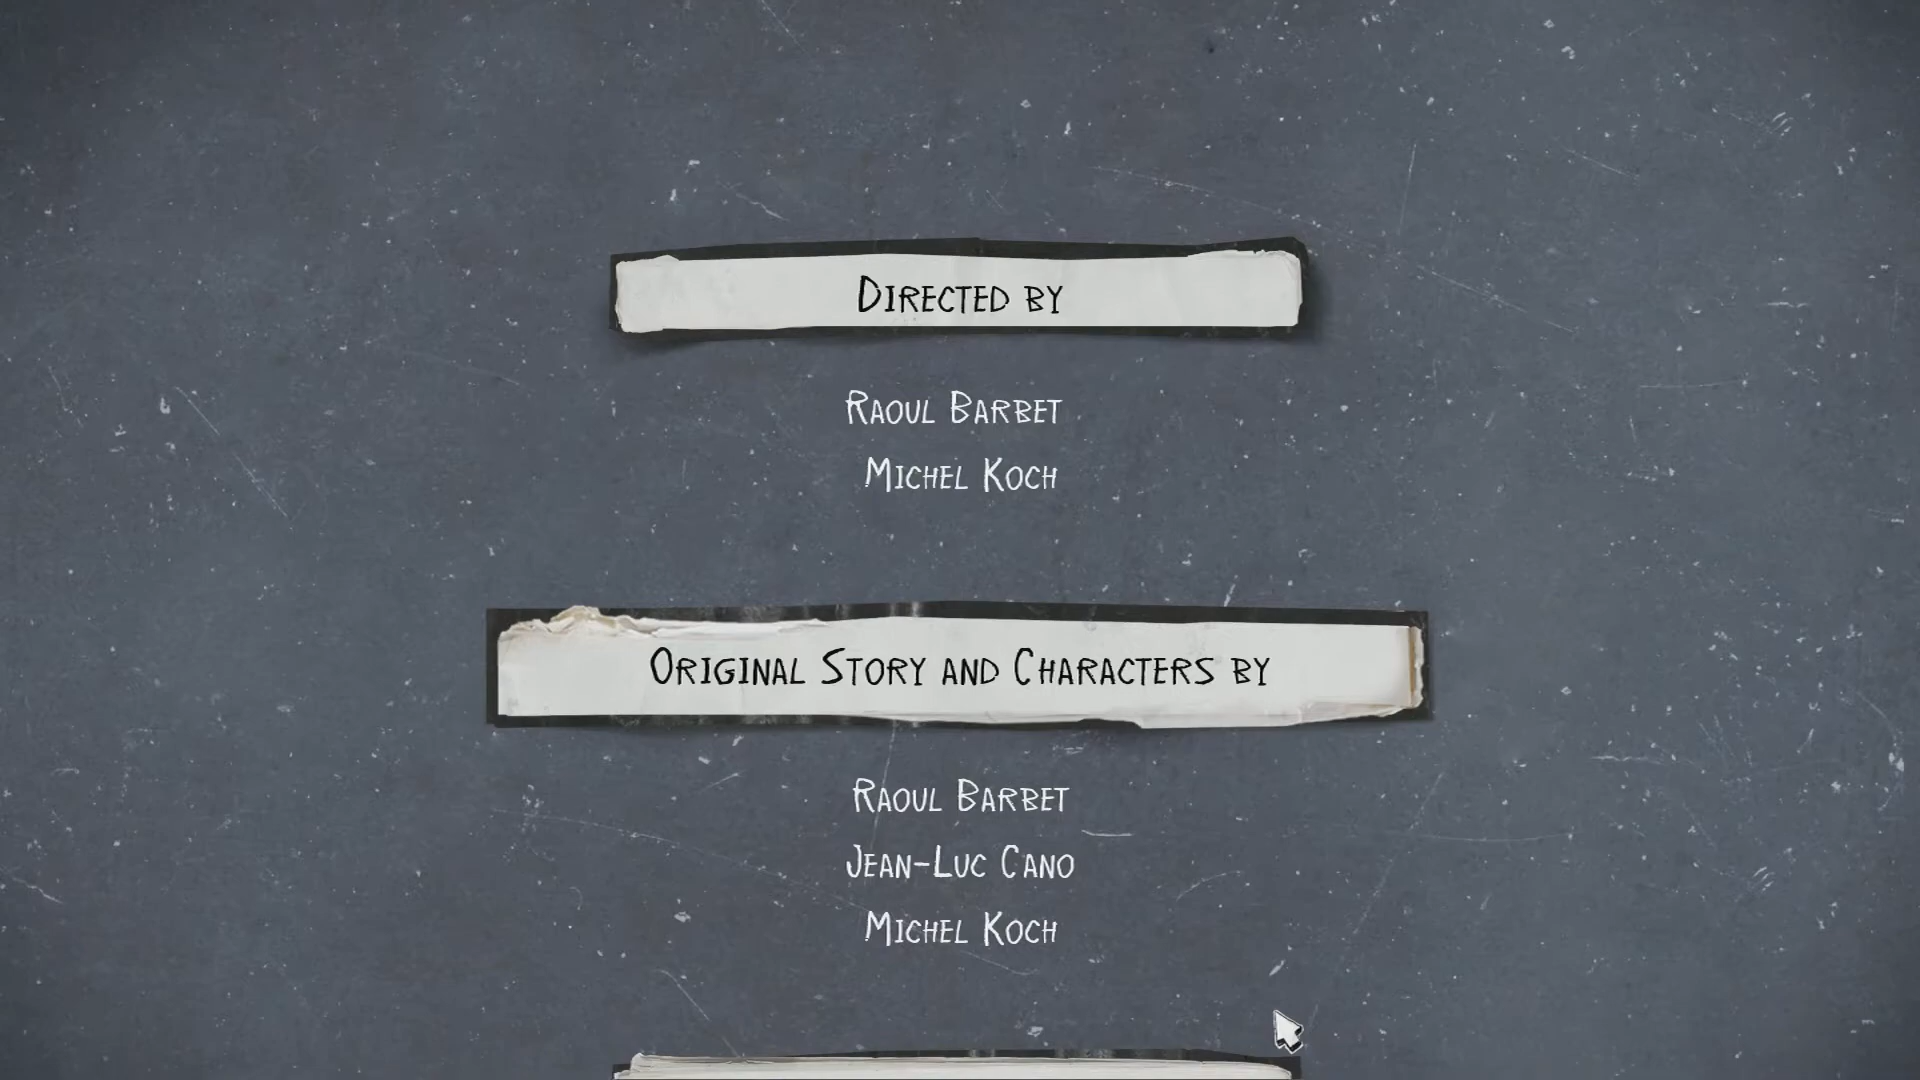 Directed by
Raoul Barbet
Michel Koch
Original Story and Characters by
Raoul Barbet
Jean-Luc Cano
Michel Koch